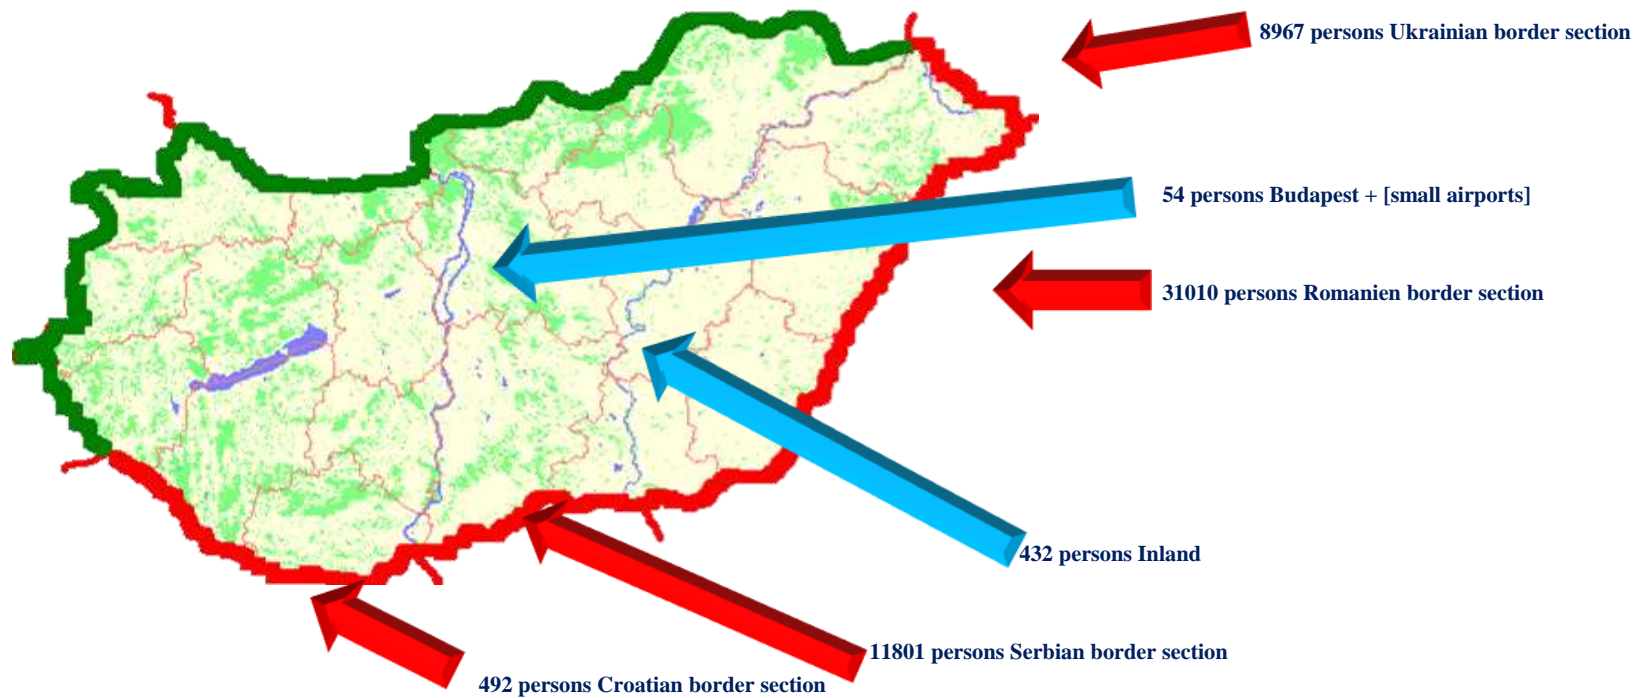 8967 persons Ukrainian border section
54 persons Budapest + [small airports]
31010 persons Romanien border section
432 persons Inland
11801 persons Serbian border section
492 persons Croatian border section